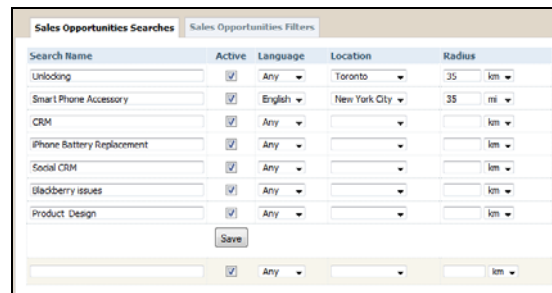 Sales Opportunities Searches Sales Opportunities Filters
Search Name Active Language Location Radius
Unlocking Any Toronto 35 km
Smart Phone Accessory English New York City 35 mi
CRM Any km
iPhone Battery Replacement Any km
Social CRM Any km
Blackberry issues Any km
Product Design Any km
Save
Any km